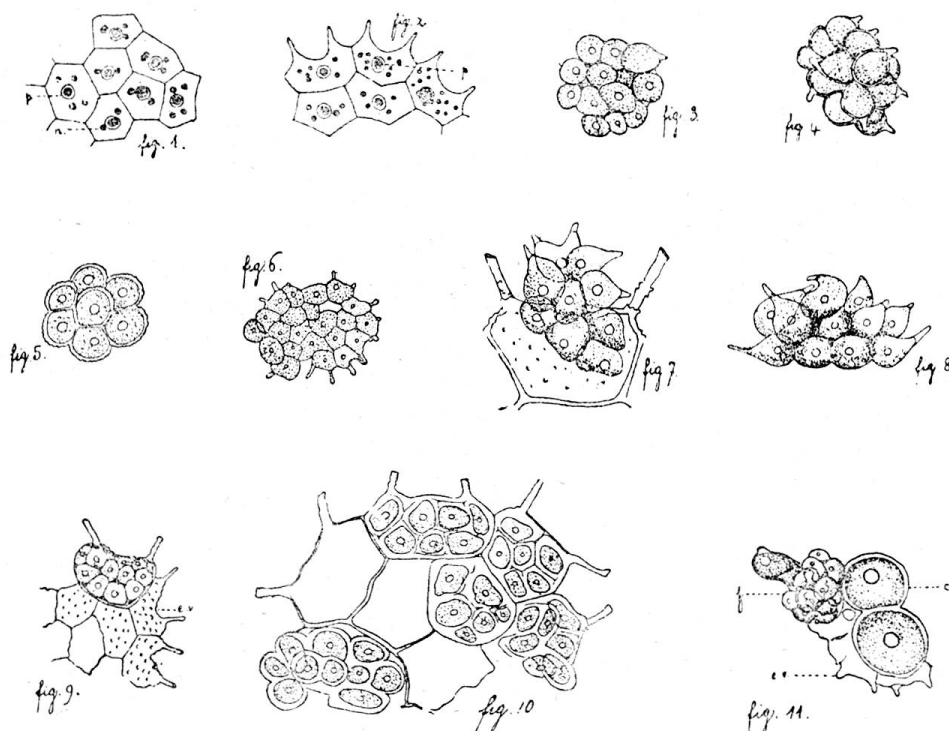 fig. 1.
p
n
fig. 2
p
fig. 3.
fig 4
fig 5.
fig. 6.
fig 7.
fig 8
fig. 9.
e.v
fig. 10
fig. 11.
f
c
e v